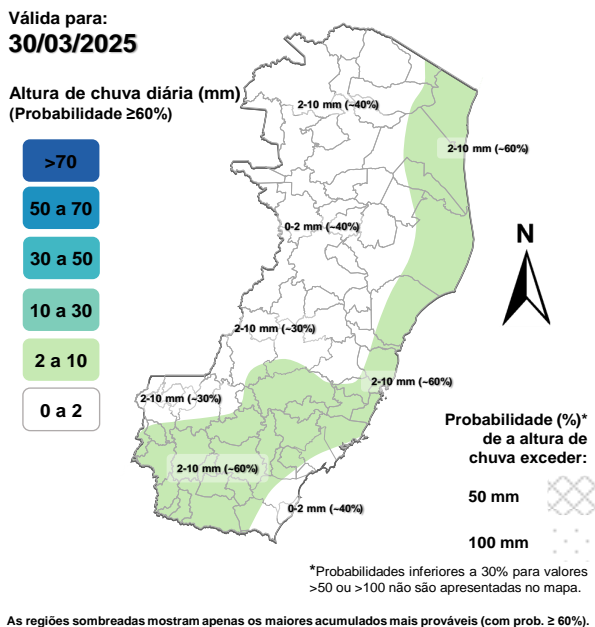 Válida para:
30/03/2025
Altura de chuva diária (mm)
(Probabilidade ≥60%)
>70
50 a 70
30 a 50
10 a 30
2 a 10
0 a 2
2-10 mm (~40%)
2-10 mm (~60%)
0-2 mm (~40%)
2-10 mm (~30%)
2-10 mm (~60%)
2-10 mm (~30%)
2-10 mm (~60%)
0-2 mm (~40%)
N
Probabilidade (%)*
de a altura de
chuva exceder:
50 mm
100 mm
*Probabilidades inferiores a 30% para valores
>50 ou >100 não são apresentadas no mapa.
As regiões sombreadas mostram apenas os maiores acumulados mais prováveis (com prob. ≥ 60%).